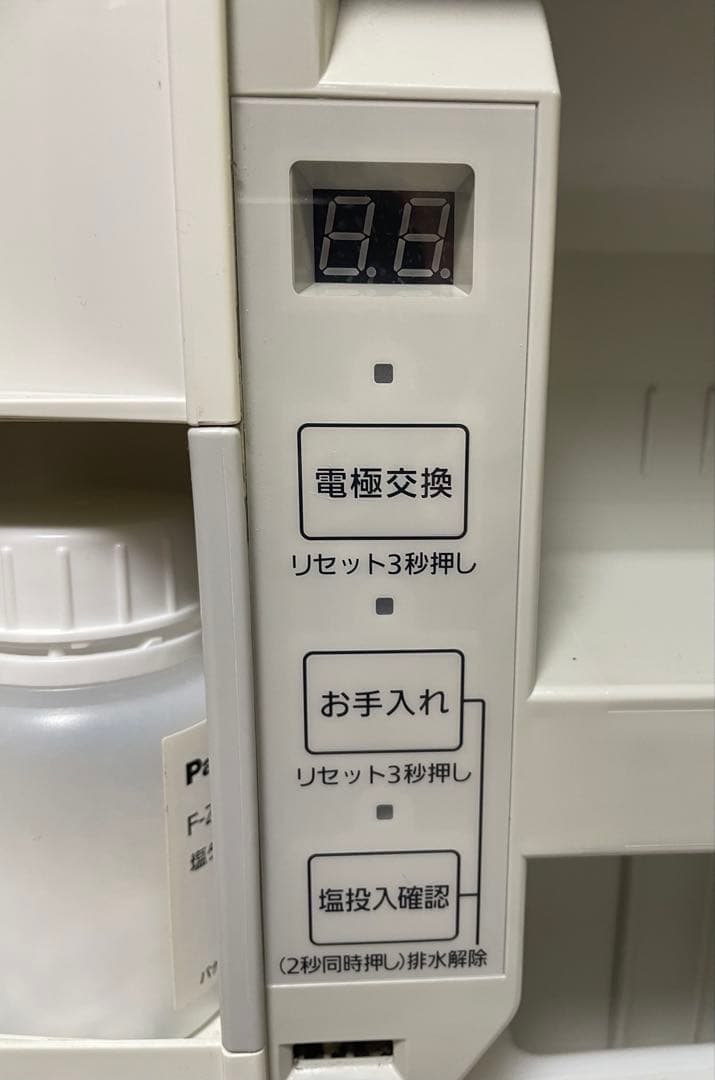 電極交換
リセット3秒押し
お手入れ
リセット3秒押し
塩投入確認
(2秒同時押し)排水解除
Pa
F-Z
塩